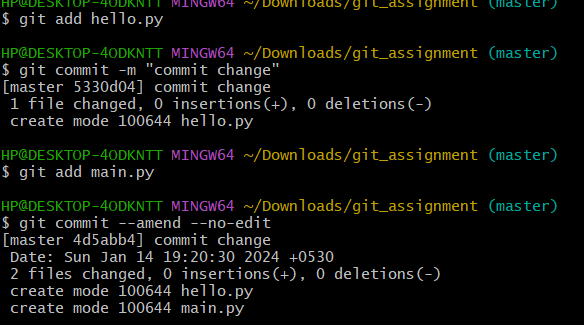 HP@DESKTOP-4ODKNTT MINGW64 ~/Downloads/git_assignment (master)
$ git add hello.py
HP@DESKTOP-4ODKNTT MINGW64 ~/Downloads/git_assignment (master)
$ git commit -m "commit change"
[master 5330d04] commit change
 1 file changed, 0 insertions(+), 0 deletions(-)
 create mode 100644 hello.py
HP@DESKTOP-4ODKNTT MINGW64 ~/Downloads/git_assignment (master)
$ git add main.py
HP@DESKTOP-4ODKNTT MINGW64 ~/Downloads/git_assignment (master)
$ git commit --amend --no-edit
[master 4d5abb4] commit change
 Date: Sun Jan 14 19:20:30 2024 +0530
 2 files changed, 0 insertions(+), 0 deletions(-)
 create mode 100644 hello.py
 create mode 100644 main.py